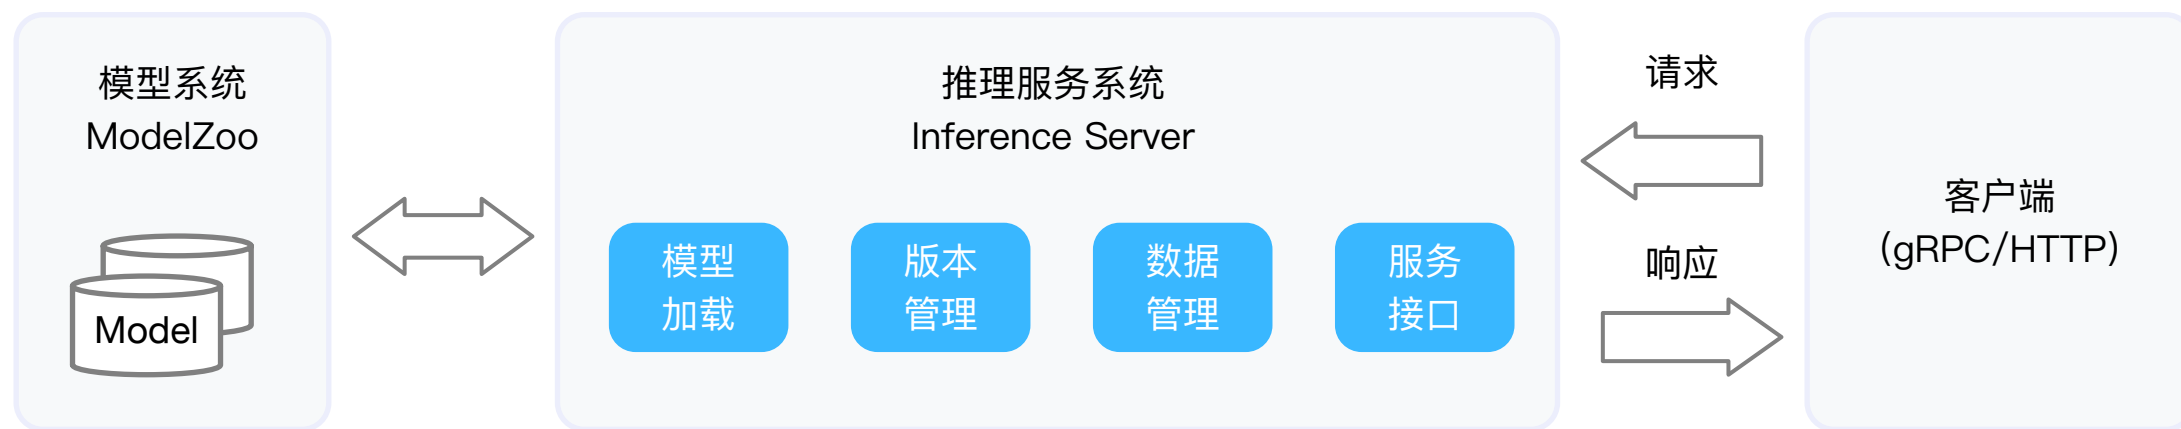 模型系统
ModelZoo
Model
推理服务系统
Inference Server
模型
加载
版本
管理
数据
管理
服务
接口
请求
响应
客户端
(gRPC/HTTP)